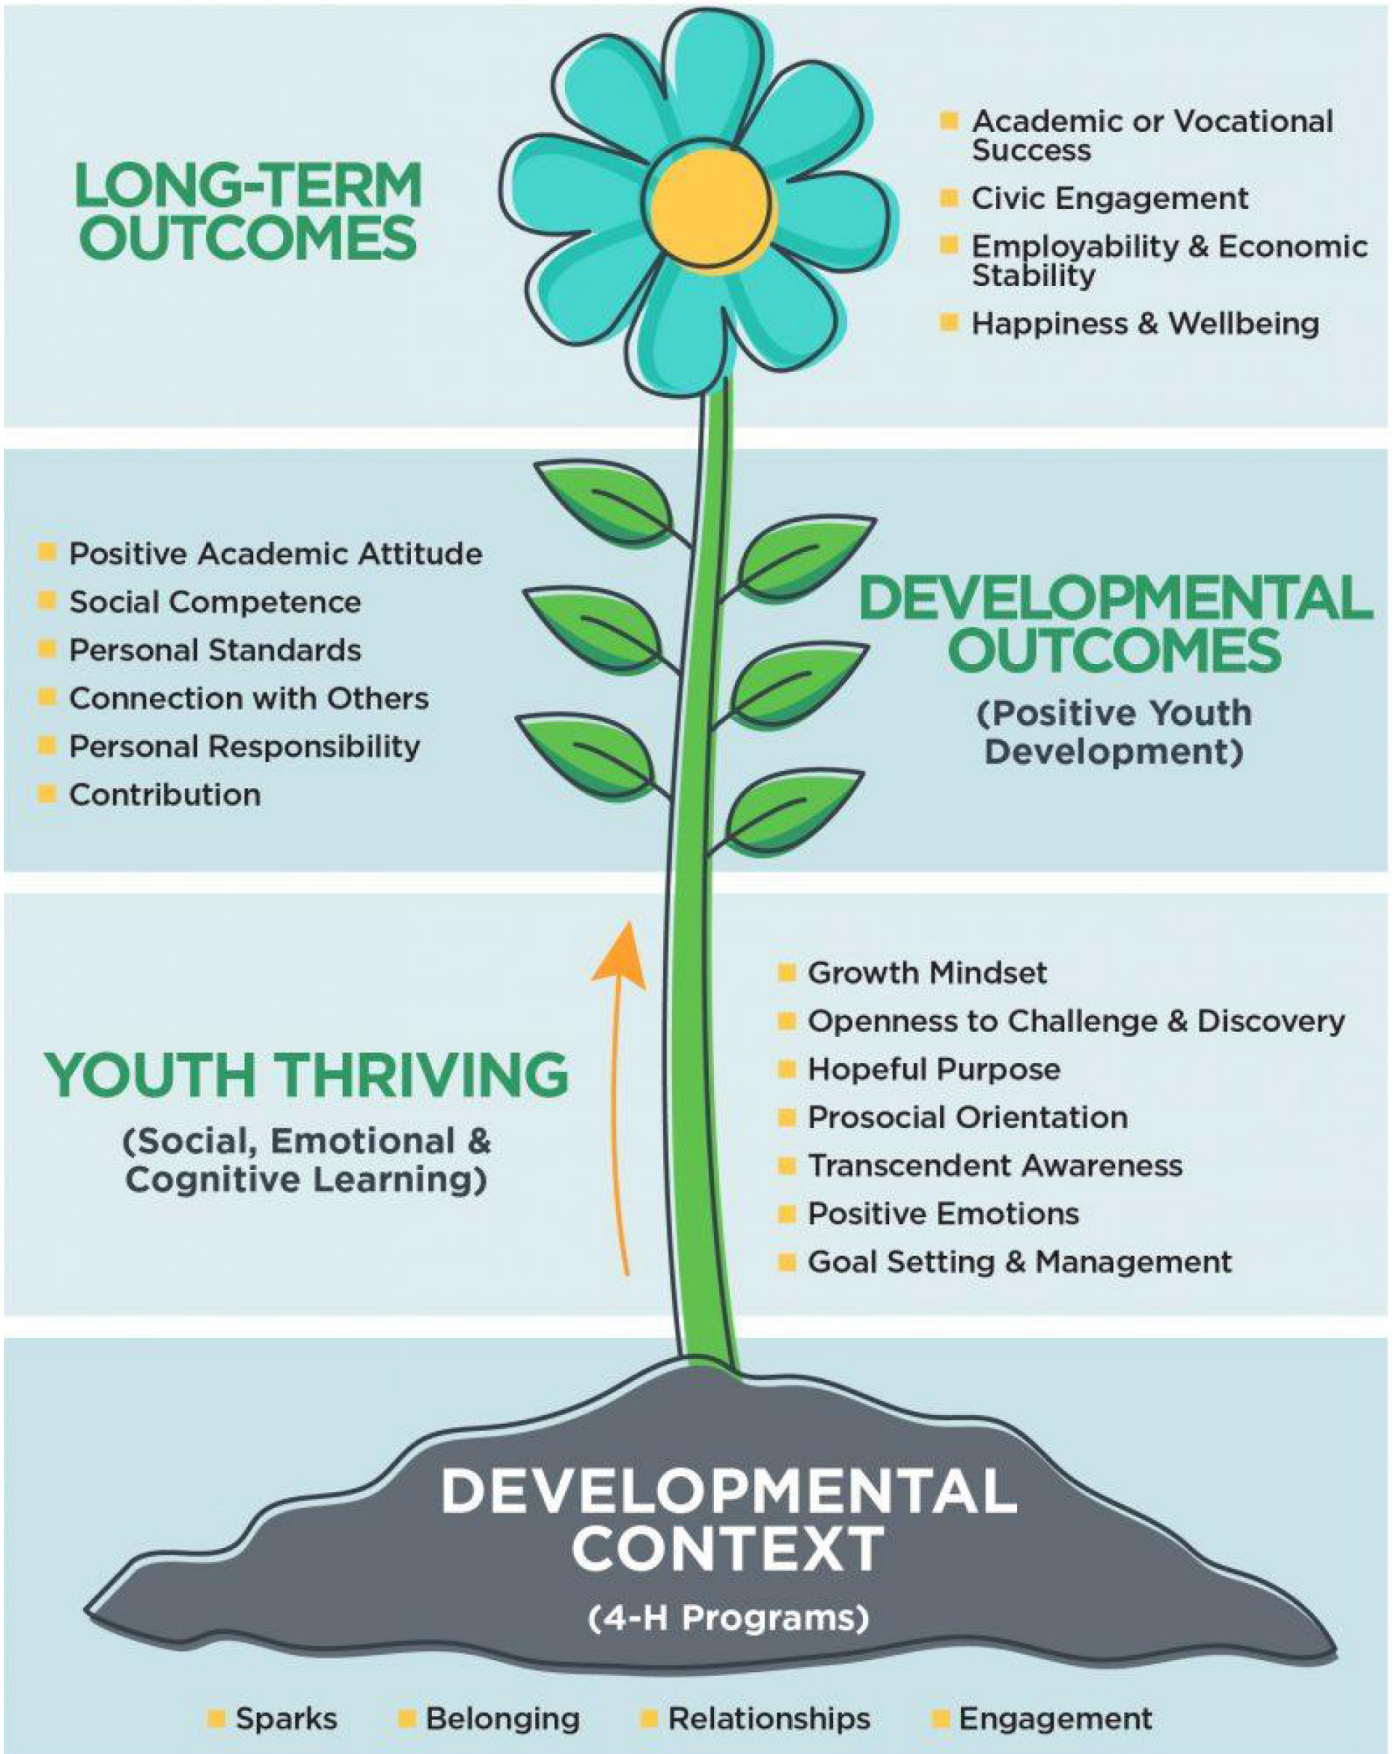 LONG-TERM
OUTCOMES
Academic or Vocational
Success
Civic Engagement
Employability & Economic
Stability
Happiness & Wellbeing
Positive Academic Attitude
Social Competence
Personal Standards
Connection with Others
Personal Responsibility
Contribution
DEVELOPMENTAL
OUTCOMES
(Positive Youth
Development)
YOUTH THRIVING
(Social, Emotional &
Cognitive Learning)
Growth Mindset
Openness to Challenge & Discovery
Hopeful Purpose
Prosocial Orientation
Transcendent Awareness
Positive Emotions
Goal Setting & Management
DEVELOPMENTAL
CONTEXT
(4-H Programs)
Sparks Belonging Relationships Engagement